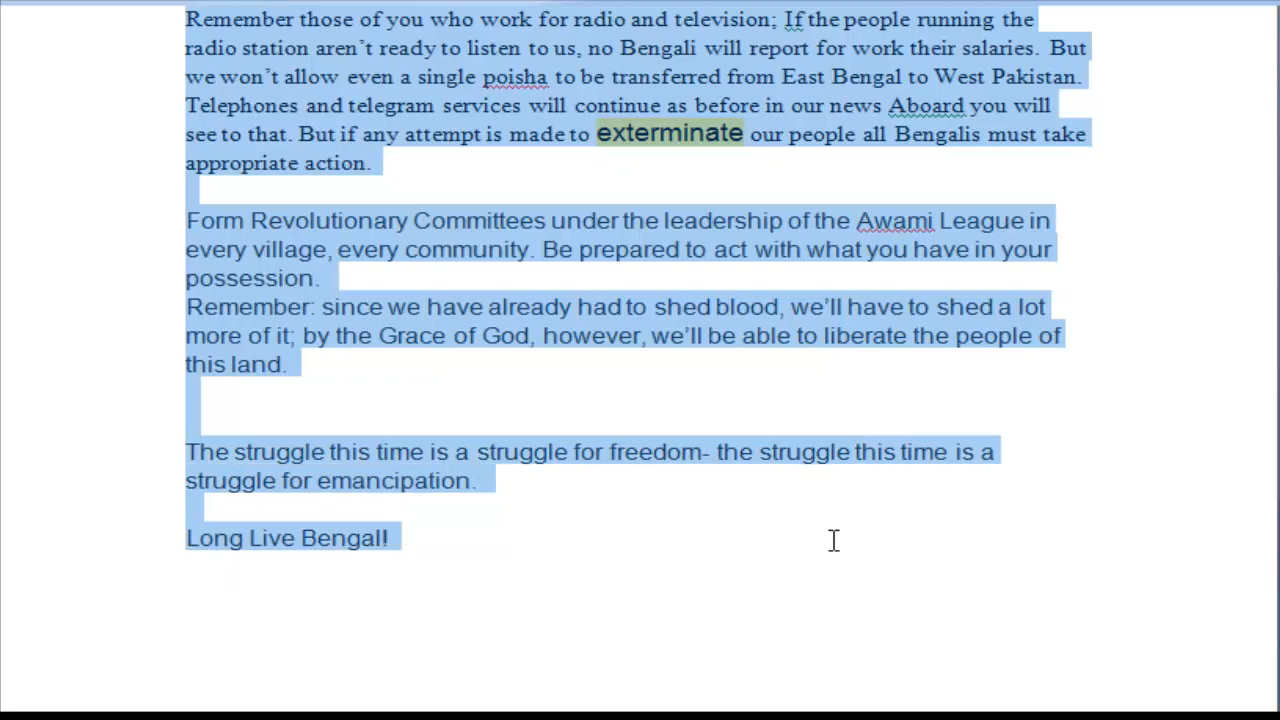 Remember those of you who work for radio and television; If the people running the
radio station aren’t ready to listen to us, no Bengali will report for work their salaries. But
we won’t allow even a single poisha to be transferred from East Bengal to West Pakistan.
Telephones and telegram services will continue as before in our news Aboard you will
see to that. But if any attempt is made to exterminate our people all Bengalis must take
appropriate action.
Form Revolutionary Committees under the leadership of the Awami League in
every village, every community. Be prepared to act with what you have in your
possession.
Remember: since we have already had to shed blood, we’ll have to shed a lot
more of it; by the Grace of God, however, we’ll be able to liberate the people of
this land.
The struggle this time is a struggle for freedom- the struggle this time is a
struggle for emancipation.
Long Live Bengal!